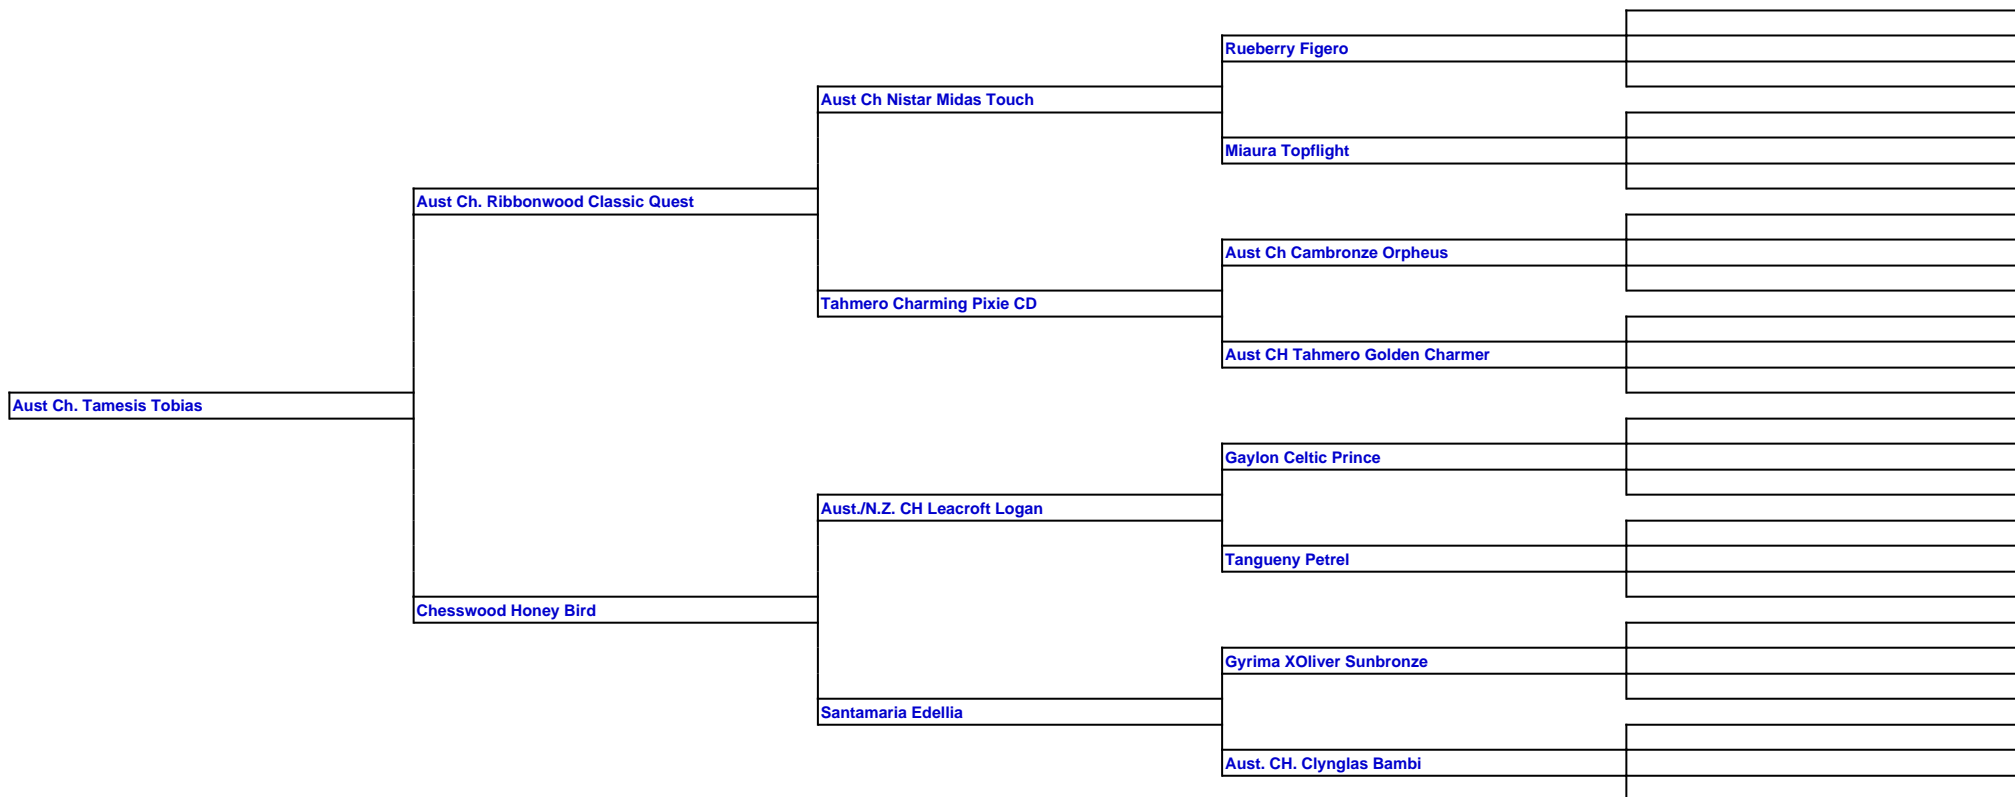 Rueberry Figero
Aust Ch Nistar Midas Touch
Miaura Topflight
Aust Ch. Ribbonwood Classic Quest
Aust Ch Cambronze Orpheus
Tahmero Charming Pixie CD
Aust CH Tahmero Golden Charmer
Aust Ch. Tamesis Tobias
Gaylon Celtic Prince
Aust./N.Z. CH Leacroft Logan
Tangueny Petrel
Chesswood Honey Bird
Gyrima XOliver Sunbronze
Santamaria Edellia
Aust. CH. Clynglas Bambi